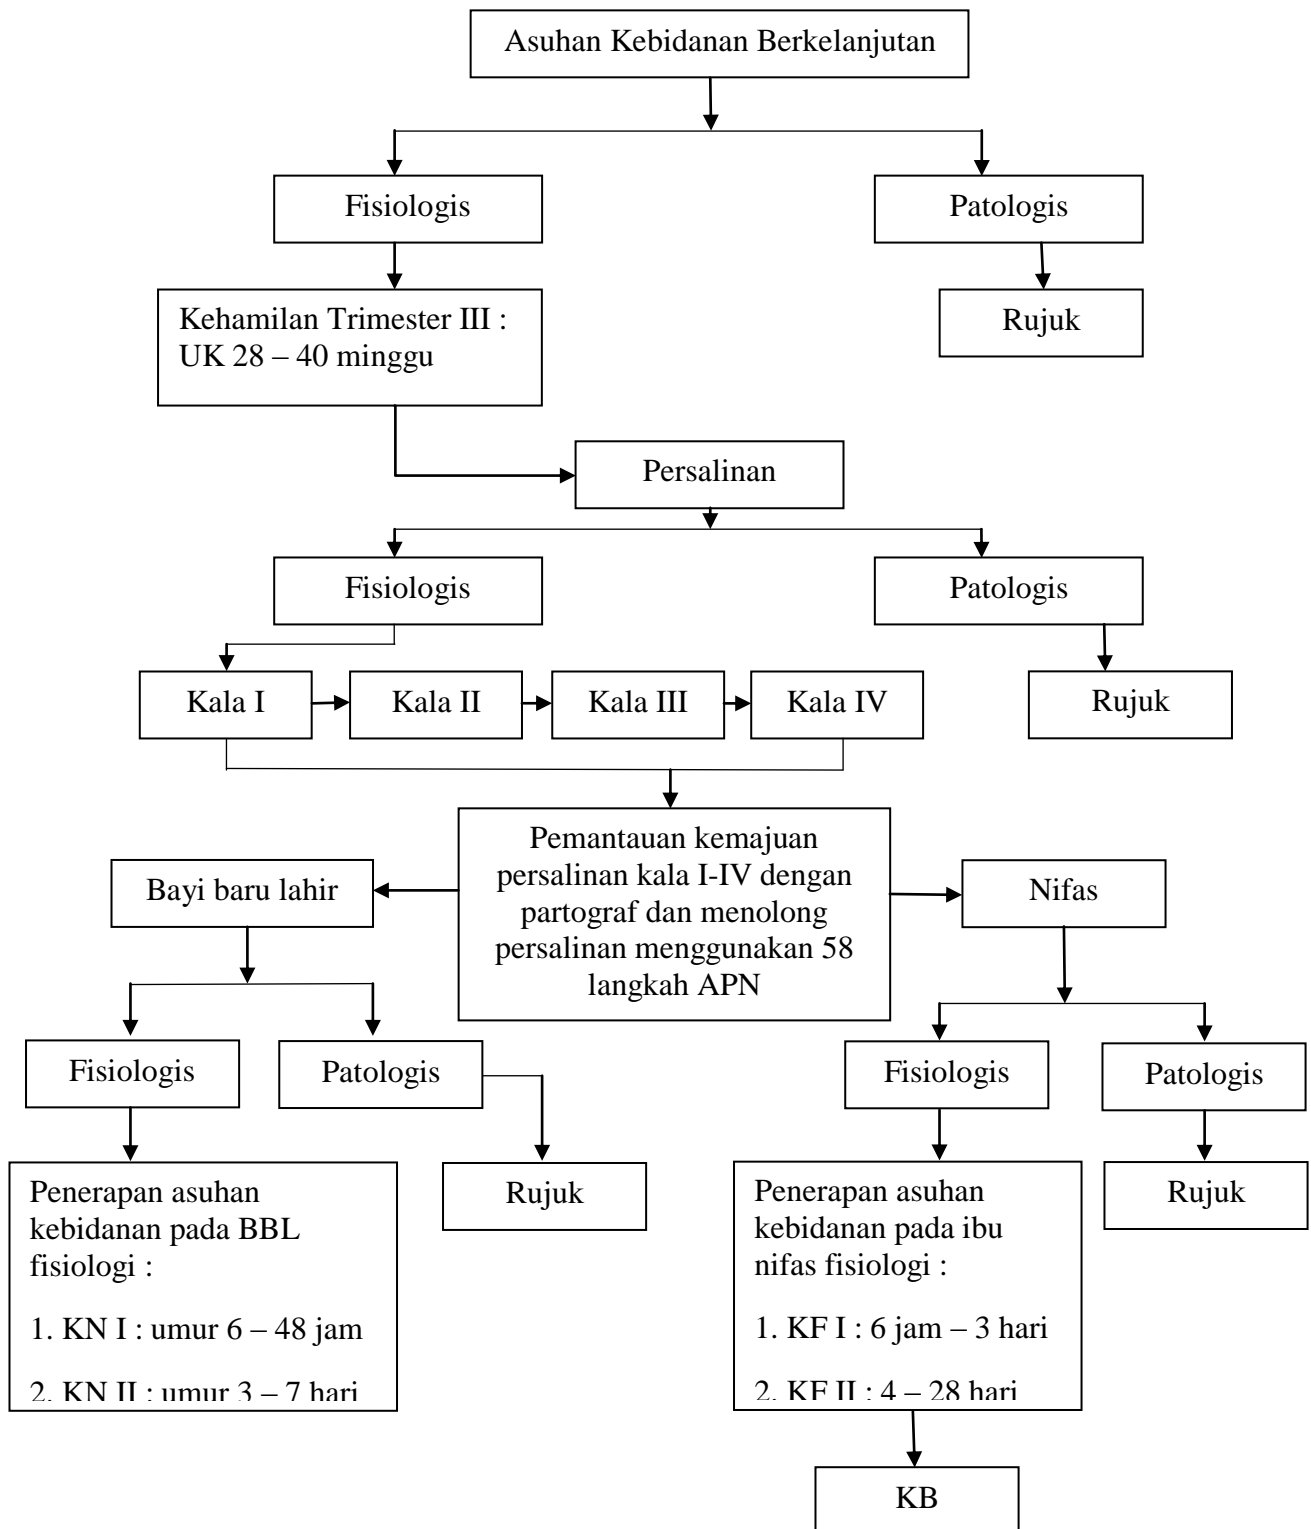 Asuhan Kebidanan Berkelanjutan
Fisiologis
Patologis
Kehamilan Trimester III :
UK 28 – 40 minggu
Rujuk
Persalinan
Fisiologis
Patologis
Kala I
Kala II
Kala III
Kala IV
Rujuk
Pemantauan kemajuan
persalinan kala I-IV dengan
partograf dan menolong
persalinan menggunakan 58
langkah APN
Bayi baru lahir
Nifas
Fisiologis
Patologis
Fisiologis
Patologis
Penerapan asuhan
kebidanan pada BBL
fisiologi :
1. KN I : umur 6 – 48 jam
2. KN II : umur 3 – 7 hari
Rujuk
Penerapan asuhan
kebidanan pada ibu
nifas fisiologi :
1. KF I : 6 jam – 3 hari
2. KF II : 4 – 28 hari
Rujuk
KB